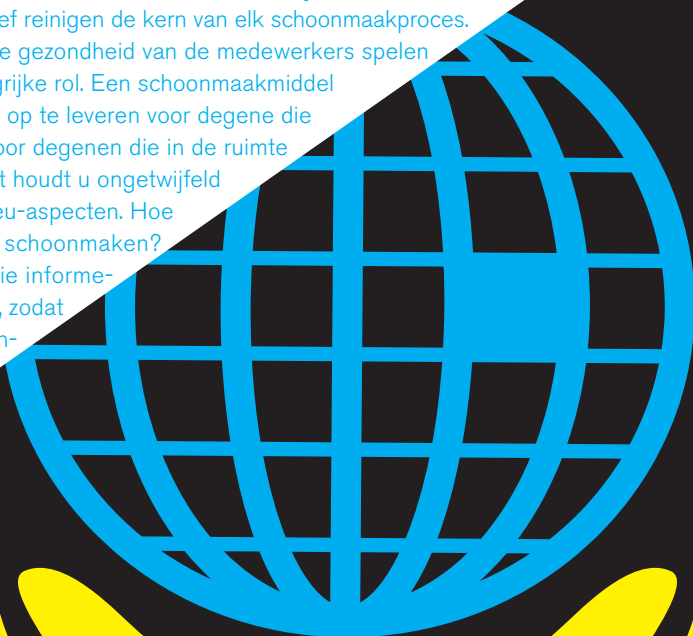 ef reinigen de kern van elk schoonmaakproces.
e gezondheid van de medewerkers spelen
grijke rol. Een schoonmaakmiddel
op te leveren voor degene die
oor degenen die in de ruimte
t houdt u ongetwijfeld
eu-aspecten. Hoe
schoonmaken?
ie informe-
, zodat
n-